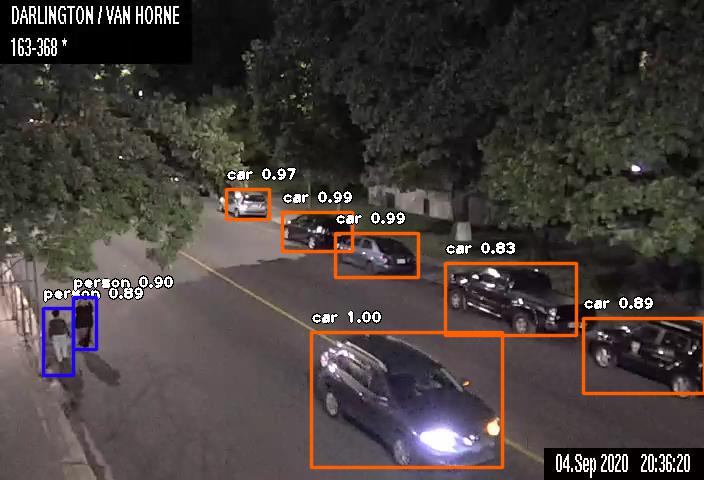 DARLINGTON / VAN HORNE
163-368 *
car 0.97
car 0.99
car 0.99
car 0.83
person 0.90
person 0.89
car 0.89
car 1.00
04.Sep 2020 20:36:20